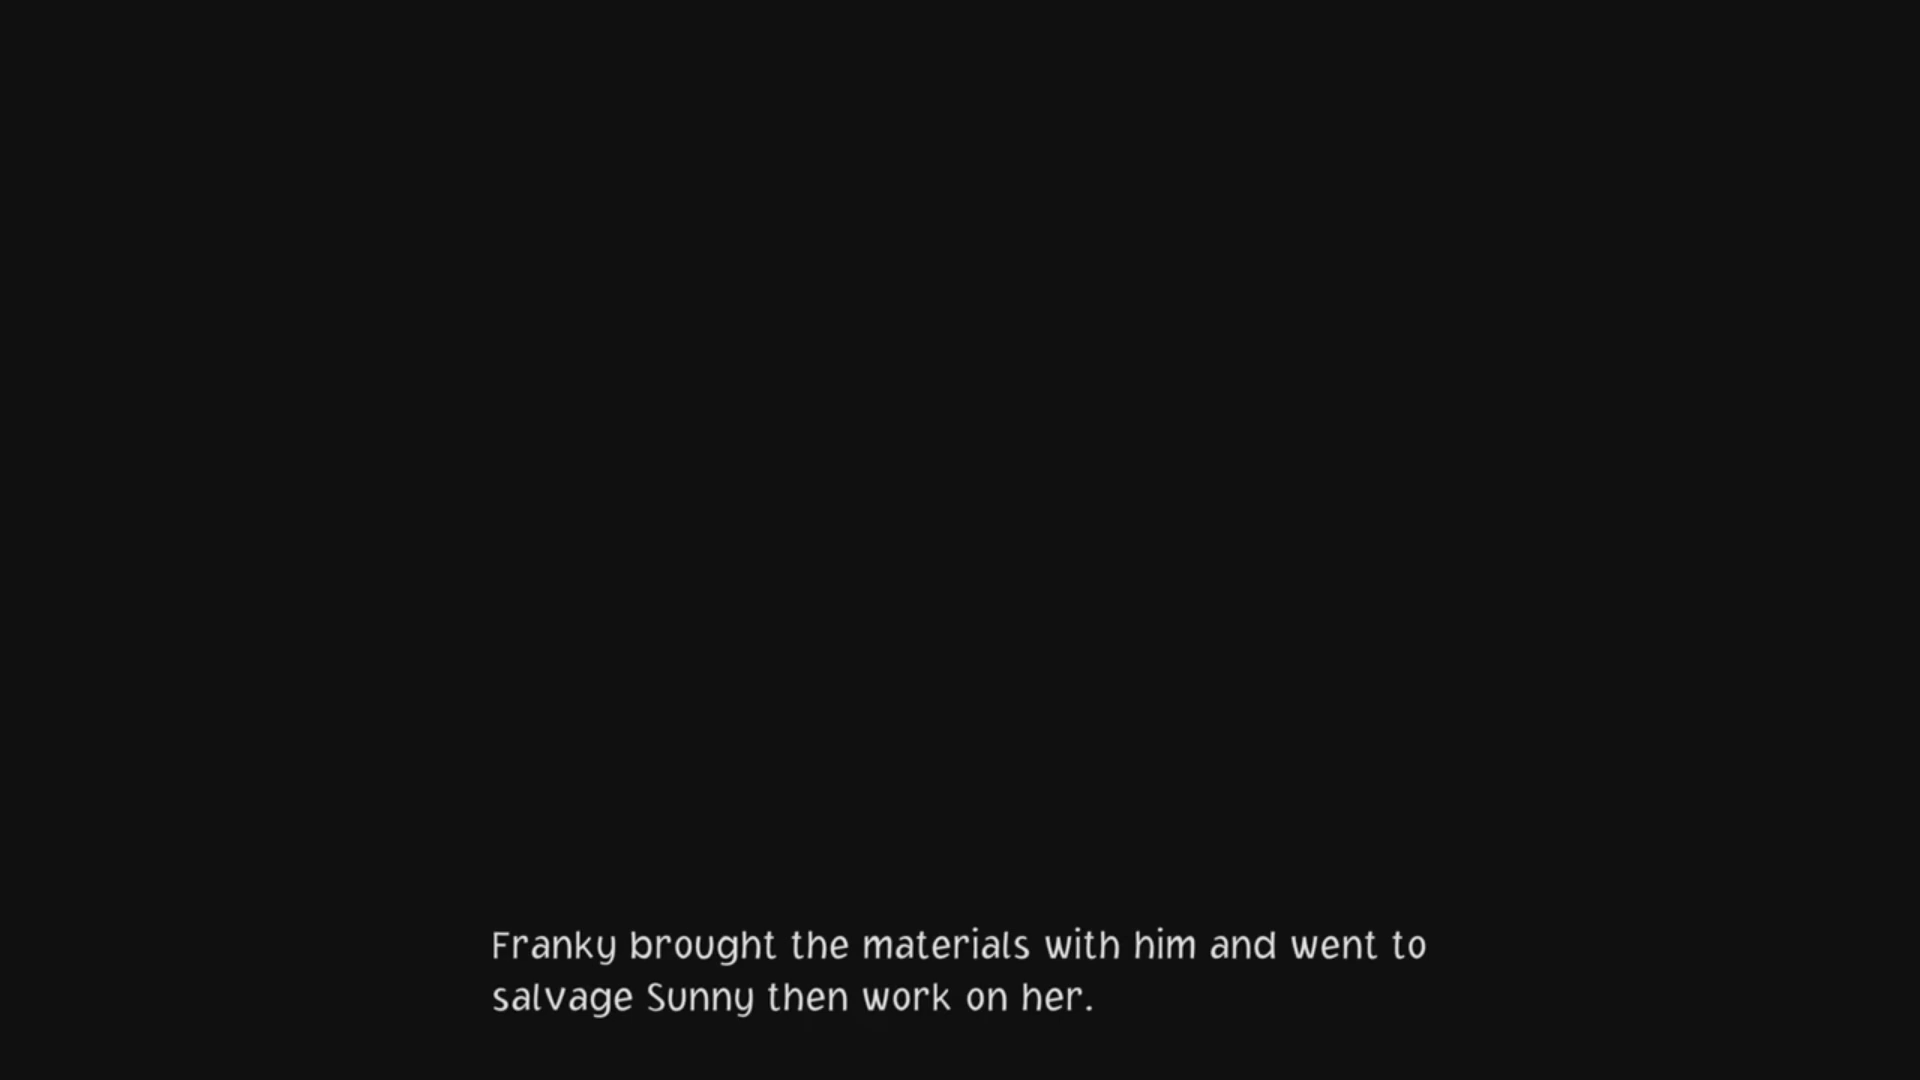 Franky brought the materials with him and went to
salvage Sunny then work on her.